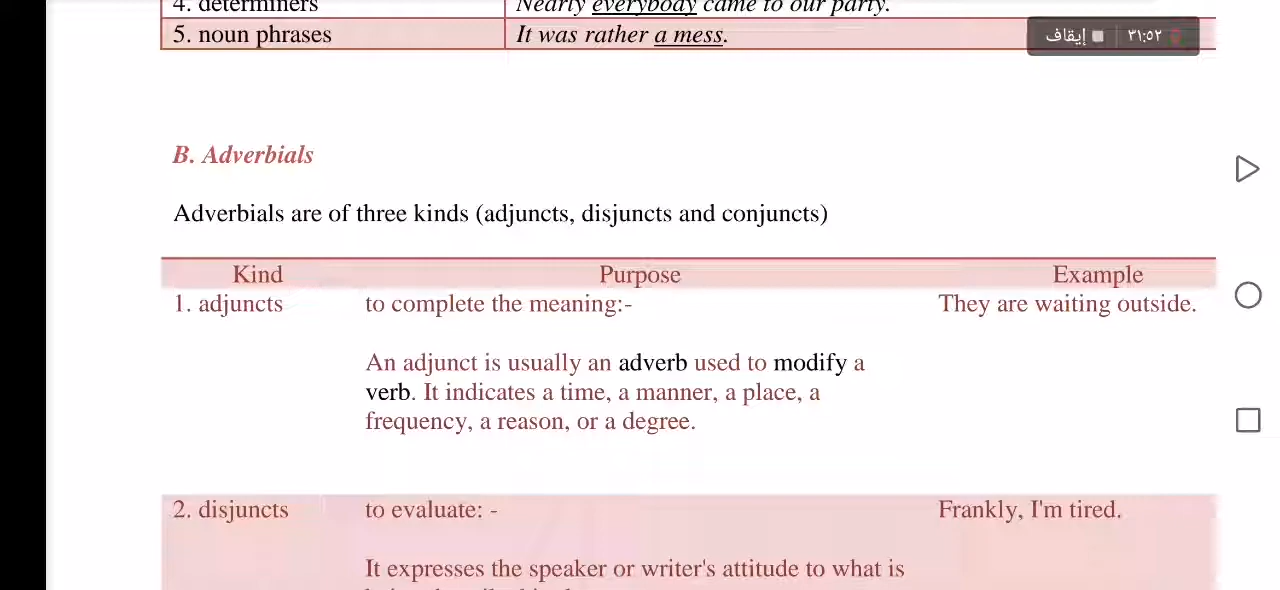 4. determiners Nearly everybody came to our party.
5. noun phrases It was rather a mess.
إيقاف ٣١:٥٢
B. Adverbials
Adverbials are of three kinds (adjuncts, disjuncts and conjuncts)
Kind Purpose Example
1. adjuncts to complete the meaning:- They are waiting outside.
An adjunct is usually an adverb used to modify a
verb. It indicates a time, a manner, a place, a
frequency, a reason, or a degree.
2. disjuncts to evaluate: - Frankly, I'm tired.
It expresses the speaker or writer's attitude to what is